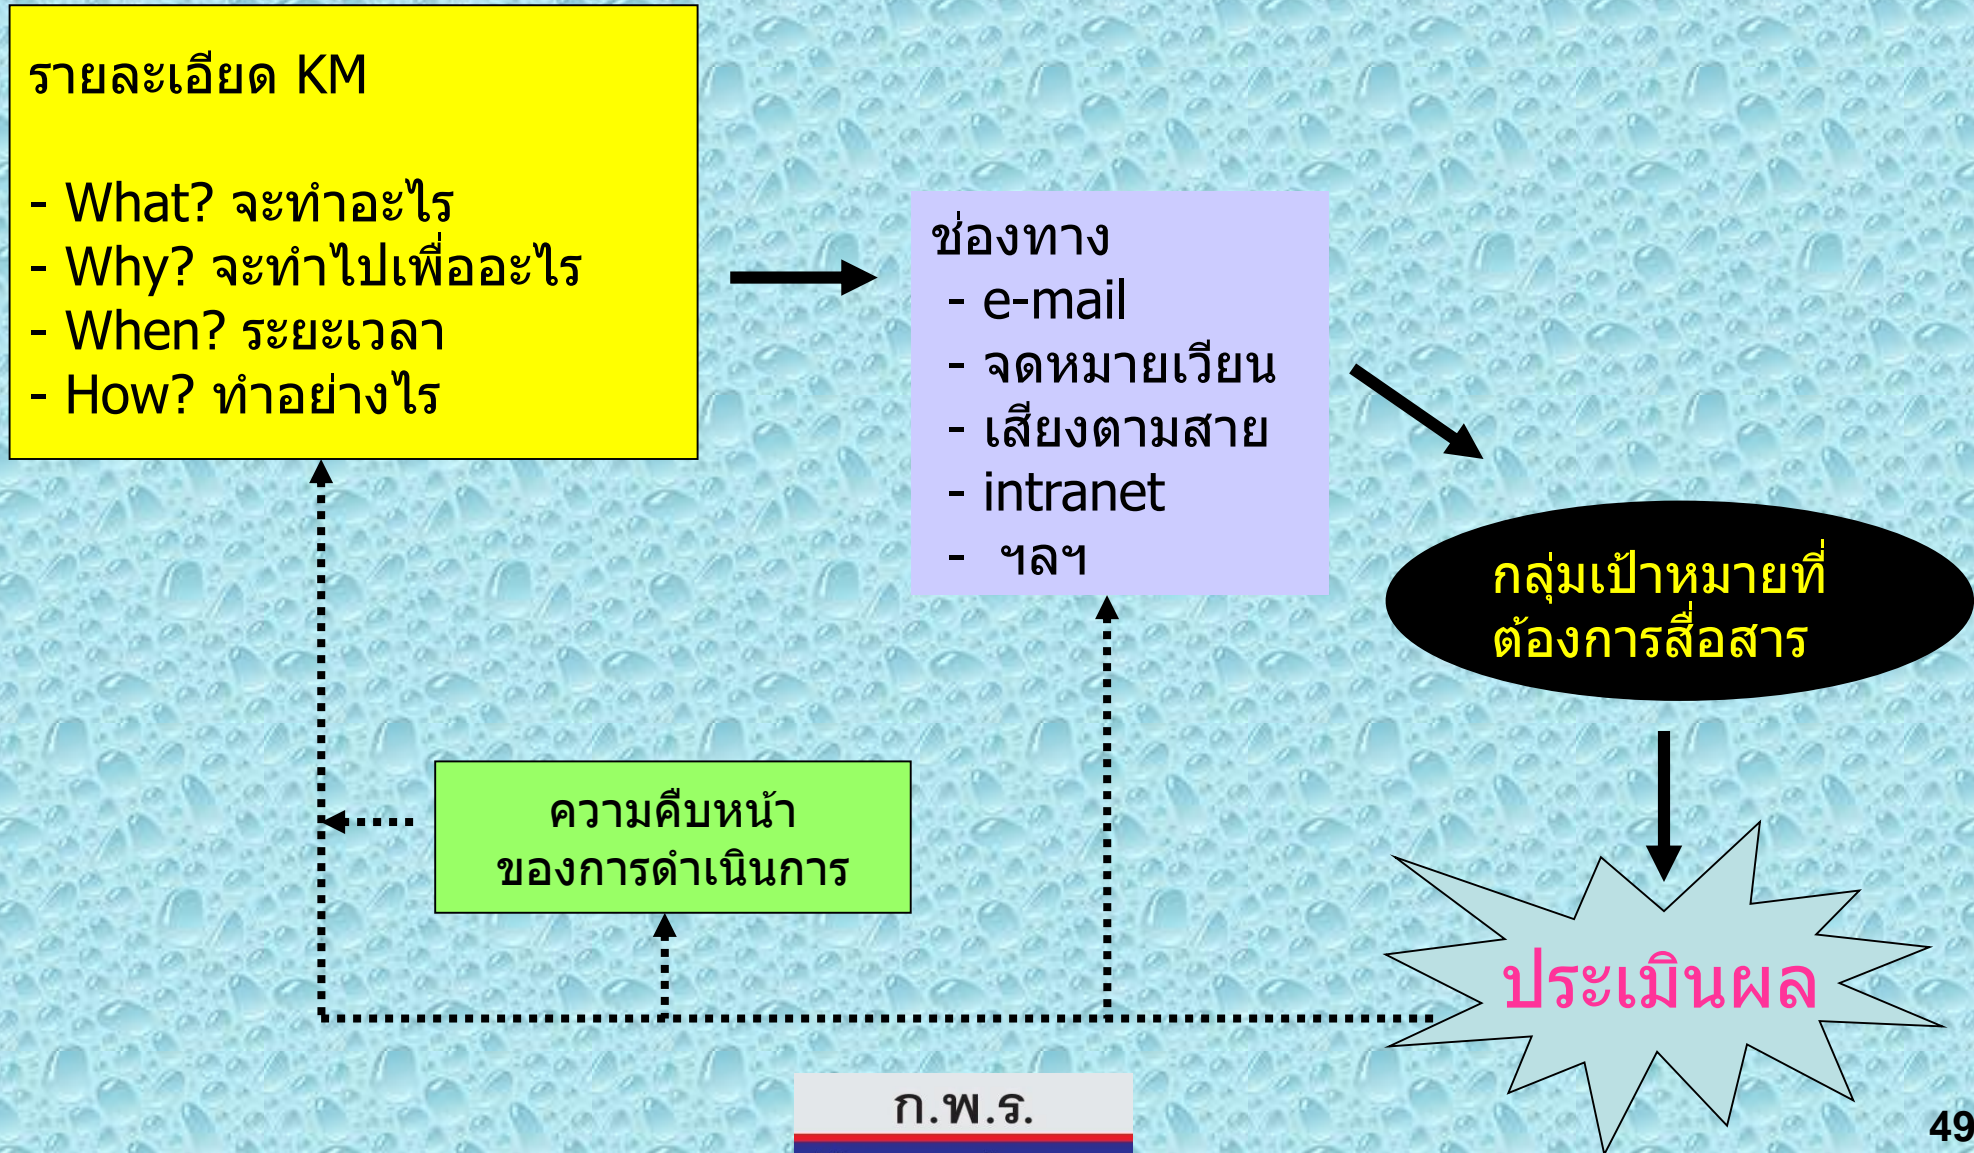 รายละเอียด KM
- What? จะทำอะไร
- Why? จะทำไปเพื่ออะไร
- When? ระยะเวลา
- How? ทำอย่างไร
ช่องทาง
- e-mail
- จดหมายเวียน
- เสียงตามสาย
- intranet
- ฯลฯ
กลุ่มเป้าหมายที่
ต้องการสื่อสาร
ความคืบหน้า
ของการดำเนินการ
ประเมินผล
ก.พ.ร.
49